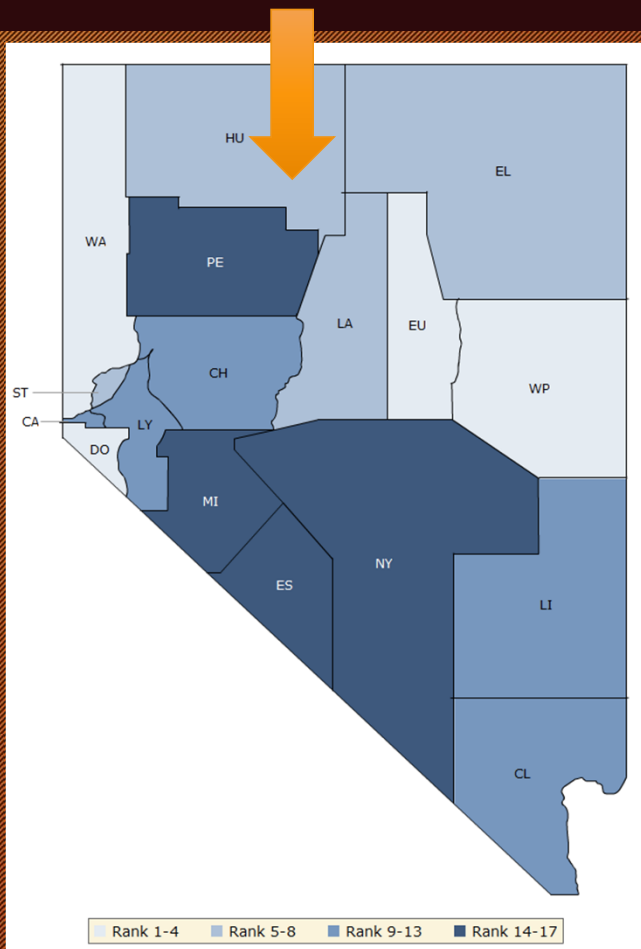 HU
EL
WA
PE
LA
EU
CH
WP
ST
CA
LY
DO
MI
NY
ES
LI
CL
Rank 1-4 Rank 5-8 Rank 9-13 Rank 14-17